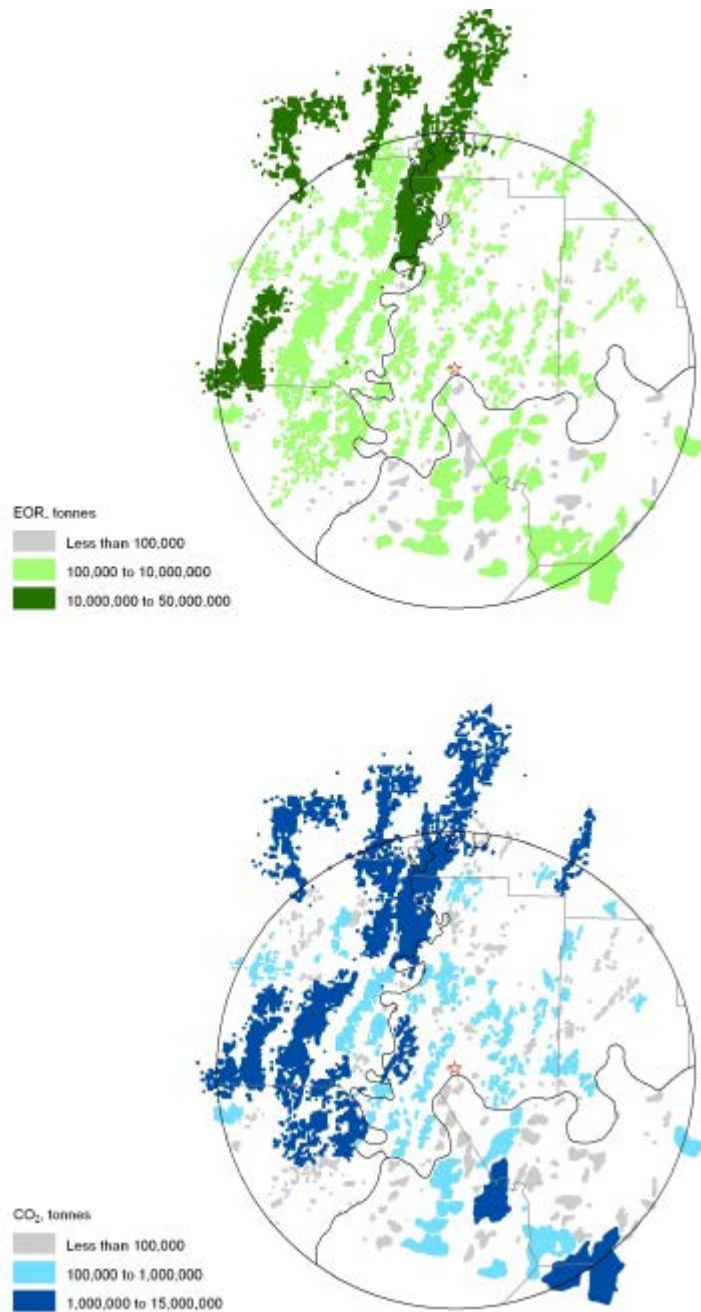 EOR, tonnes
Less than 100,000
100,000 to 10,000,000
10,000,000 to 50,000,000
CO₂, tonnes
Less than 100,000
100,000 to 1,000,000
1,000,000 to 15,000,000